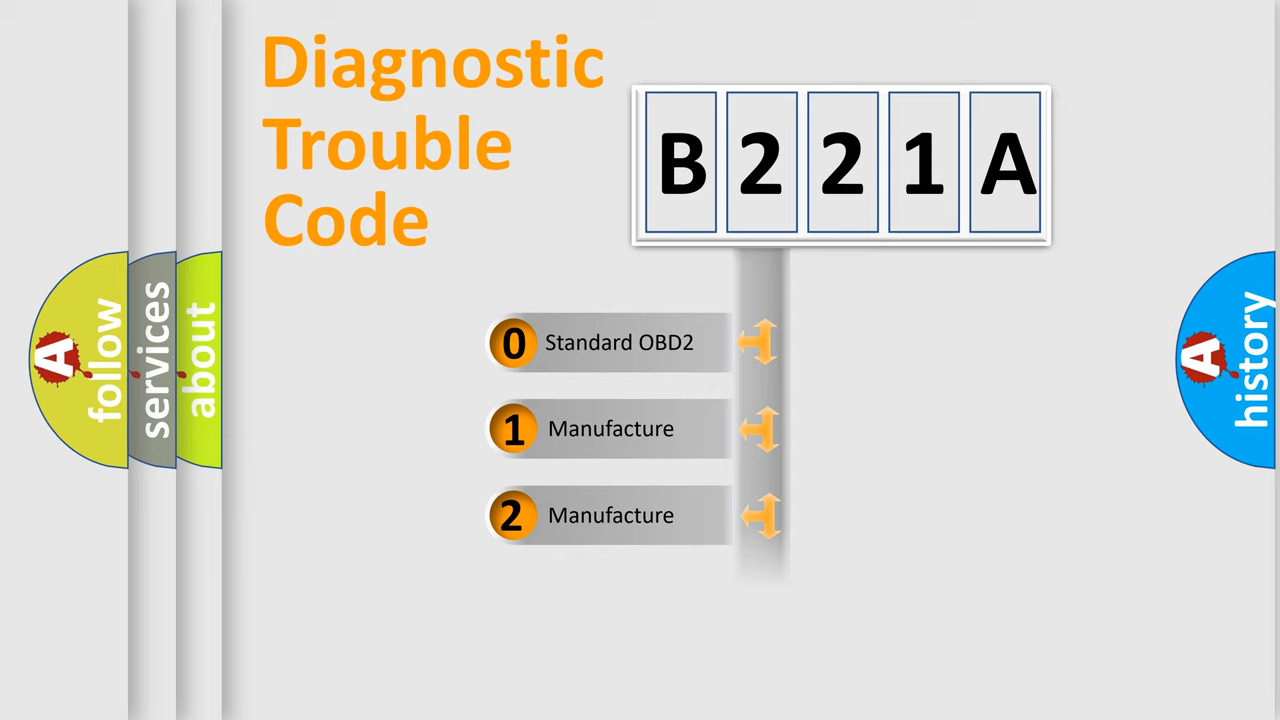 Diagnostic
Trouble
Code
B 2 2 1 A
0 Standard OBD2
1 Manufacture
2 Manufacture
A follow
services
about
A history